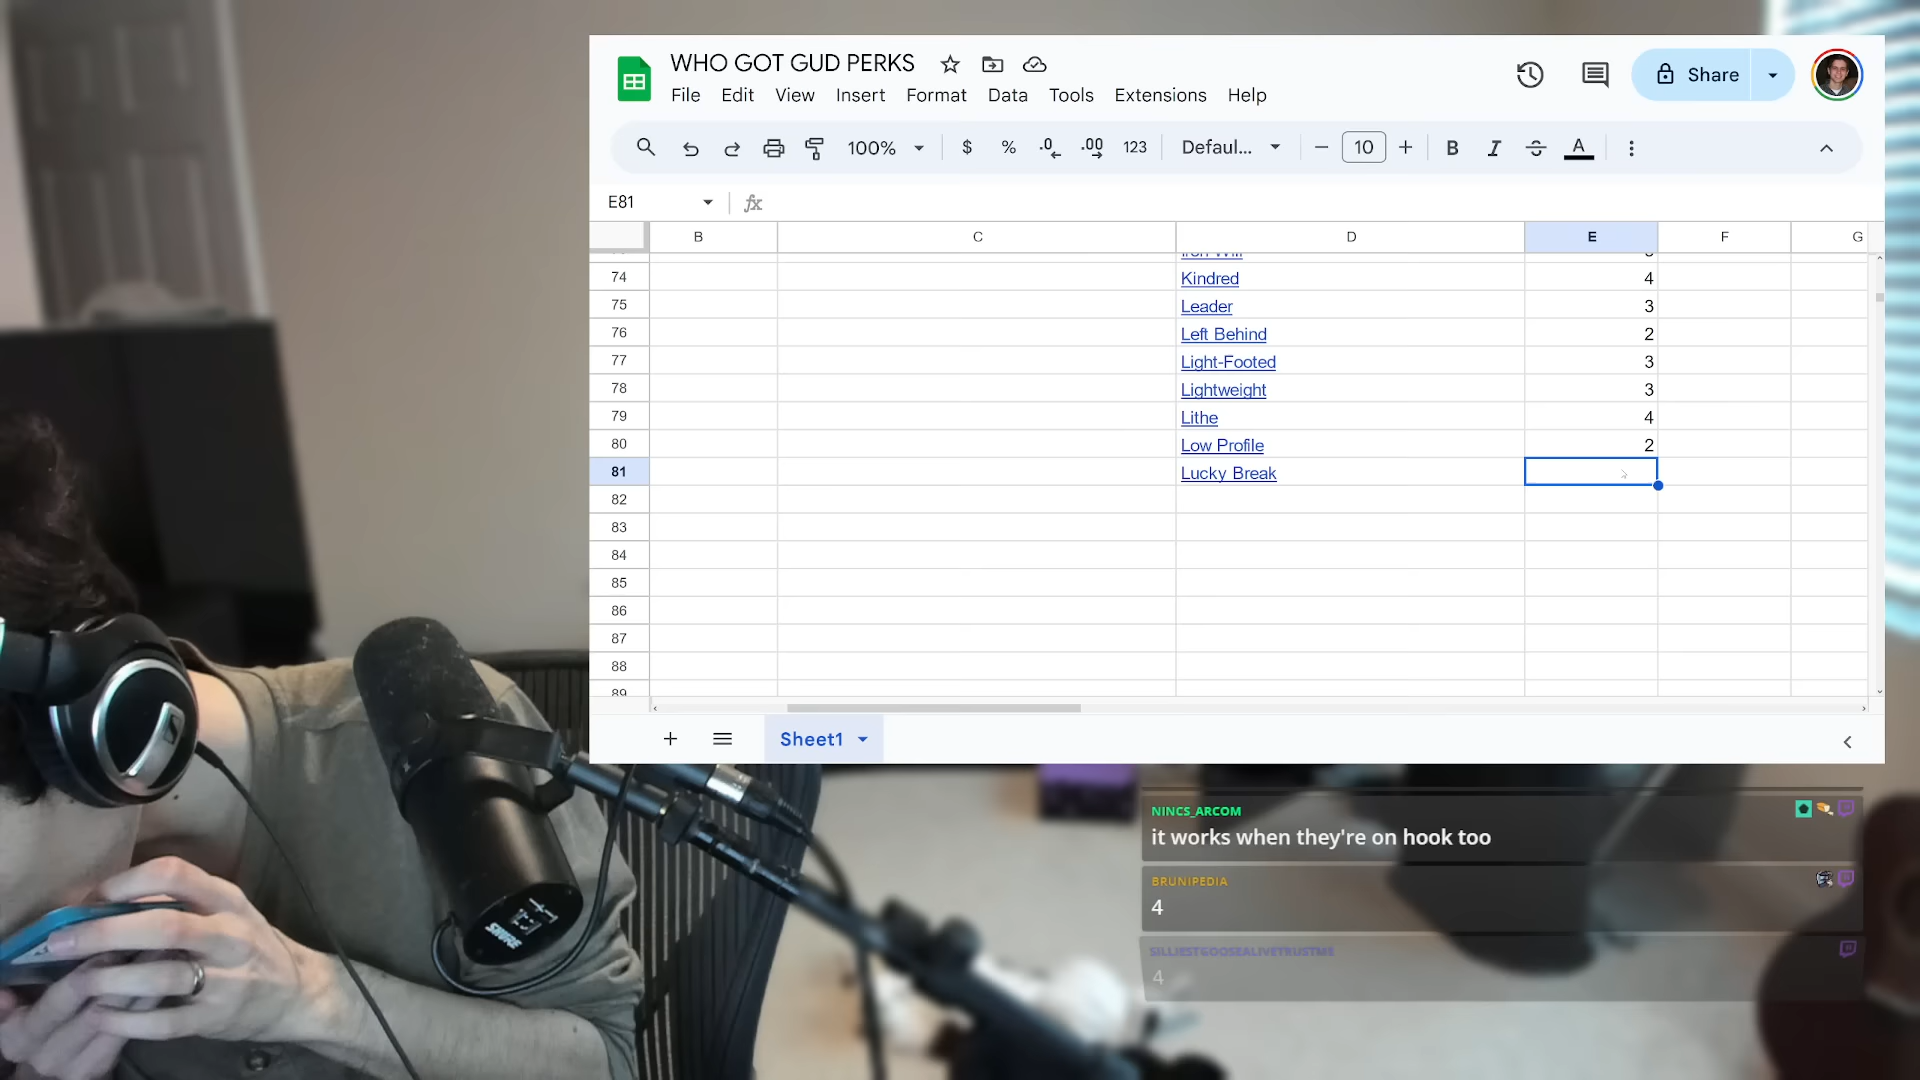 WHO GOT GUD PERKS
File Edit View Insert Format Data Tools Extensions Help
Share
100% $ % .0 .00 123 Defaul... 10 B I A
E81 fx
B C D E F G
74 Kindred 4
75 Leader 3
76 Left Behind 2
77 Light-Footed 3
78 Lightweight 3
79 Lithe 4
80 Low Profile 2
81 Lucky Break
82
83
84
85
86
87
88
89
Sheet1
NINCS_ARCOM
it works when they're on hook too
BRUNIPEDIA
4
SILLIESTGOOSEALIVETRUSTME
4
SHURE